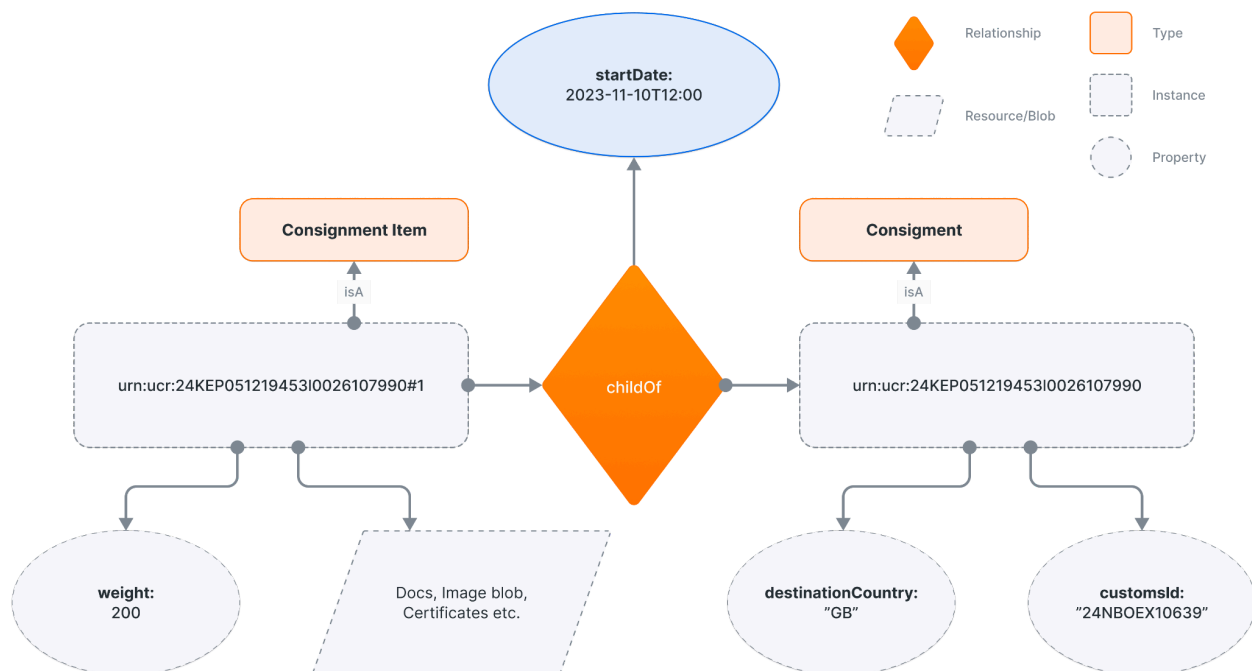 startDate:
2023-11-10T12:00
Relationship
Type
Resource/Blob
Instance
Property
Consignment Item
Consigment
isA
isA
urn:ucr:24KEP051219453I0026107990#1
childOf
urn:ucr:24KEP051219453I0026107990
weight:
200
Docs, Image blob,
Certificates etc.
destinationCountry:
”GB”
customsId:
”24NBOEX10639”